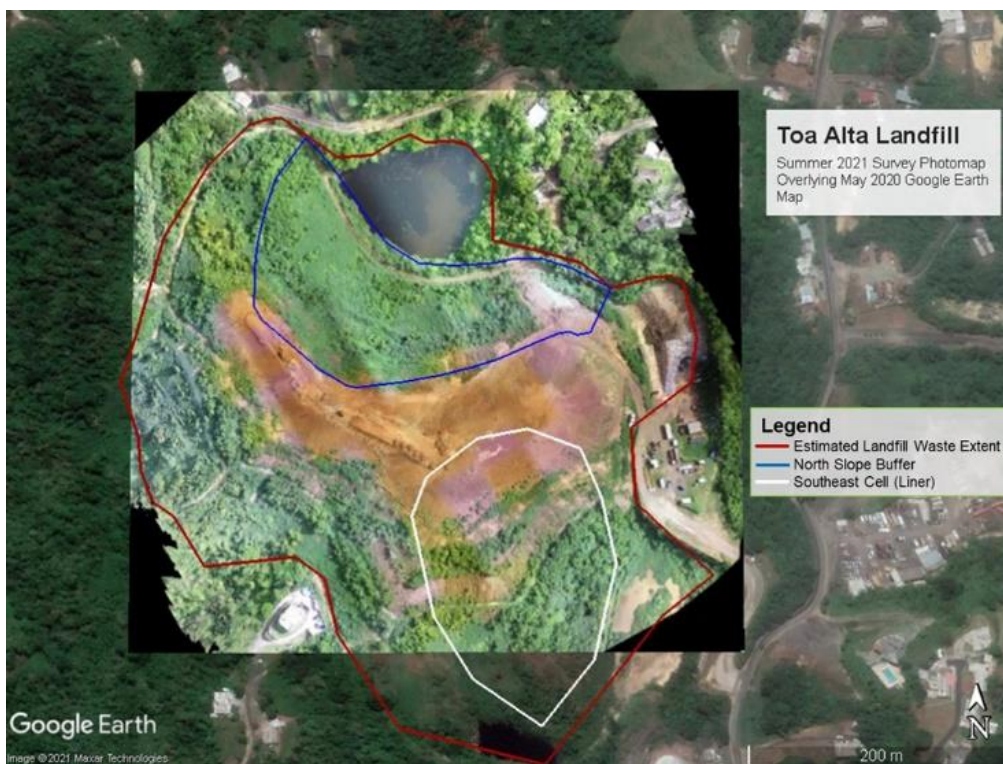 Toa Alta Landfill
Summer 2021 Survey Photomap
Overlying May 2020 Google Earth
Map
Legend
Estimated Landfill Waste Extent
North Slope Buffer
Southeast Cell (Liner)
N
Google Earth
Image © 2021 Maxar Technologies
200 m